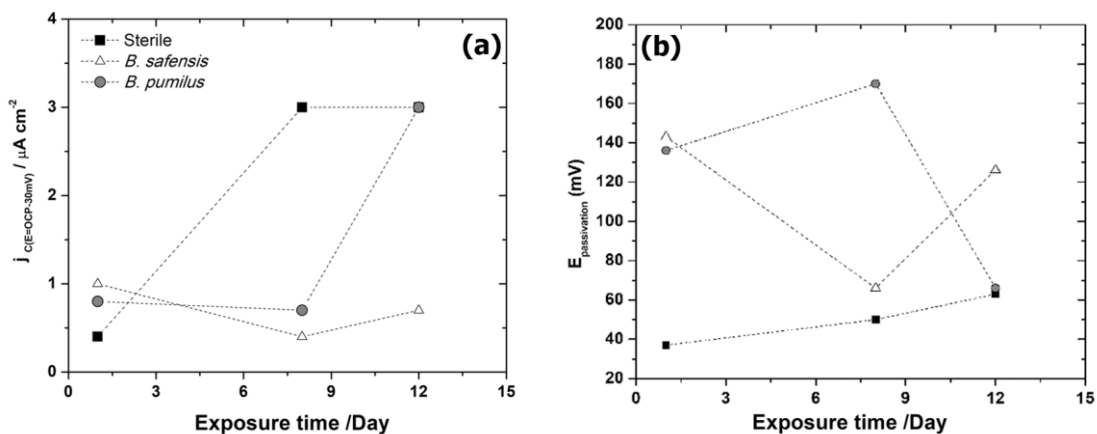 (a)
Sterile
B. safensis
B. pumilus
4
3
2
1
0
j C(E=OCP-30mV) / µA cm-2
0 3 6 9 12 15
Exposure time /Day
(b)
200
180
160
140
120
100
80
60
40
20
E passivation (mV)
0 3 6 9 12 15
Exposure time /Day